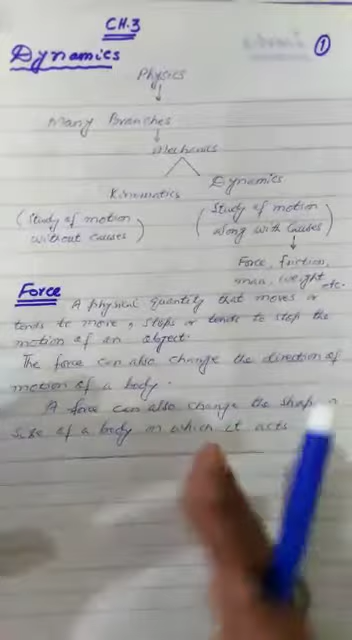 CH.3
Dynamics
1
Physics
Many Branches
Mechanics
Kinematics
Dynamics
(Study of motion without causes)
(Study of motion along with causes)
Force, friction,
mass, weight etc.
Force
A physical quantity that moves or
tends to move, stops or tends to stop the
motion of an object.
The force can also change the direction of
motion of a body.
A force can also change the shape
size of a body on which it acts